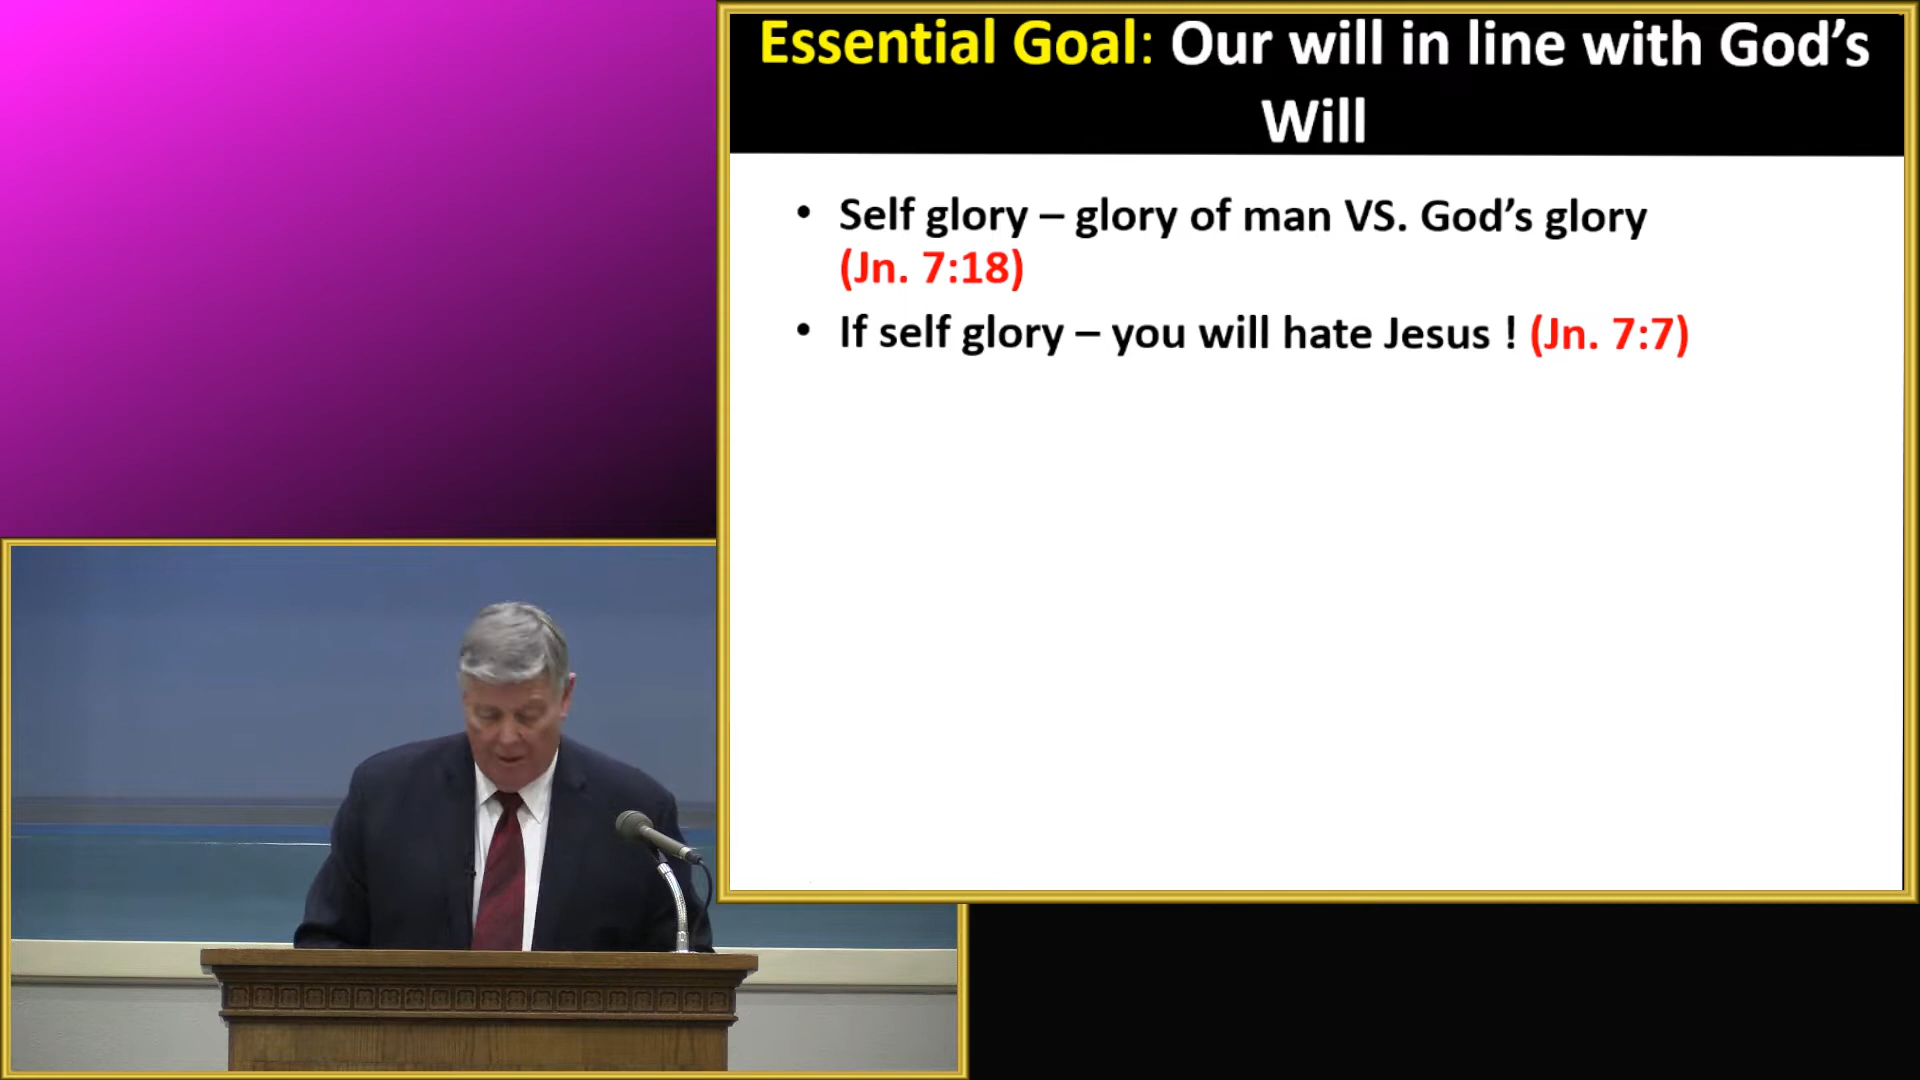 Essential Goal: Our will in line with God’s
Will
• Self glory – glory of man VS. God’s glory
(Jn. 7:18)
• If self glory – you will hate Jesus ! (Jn. 7:7)